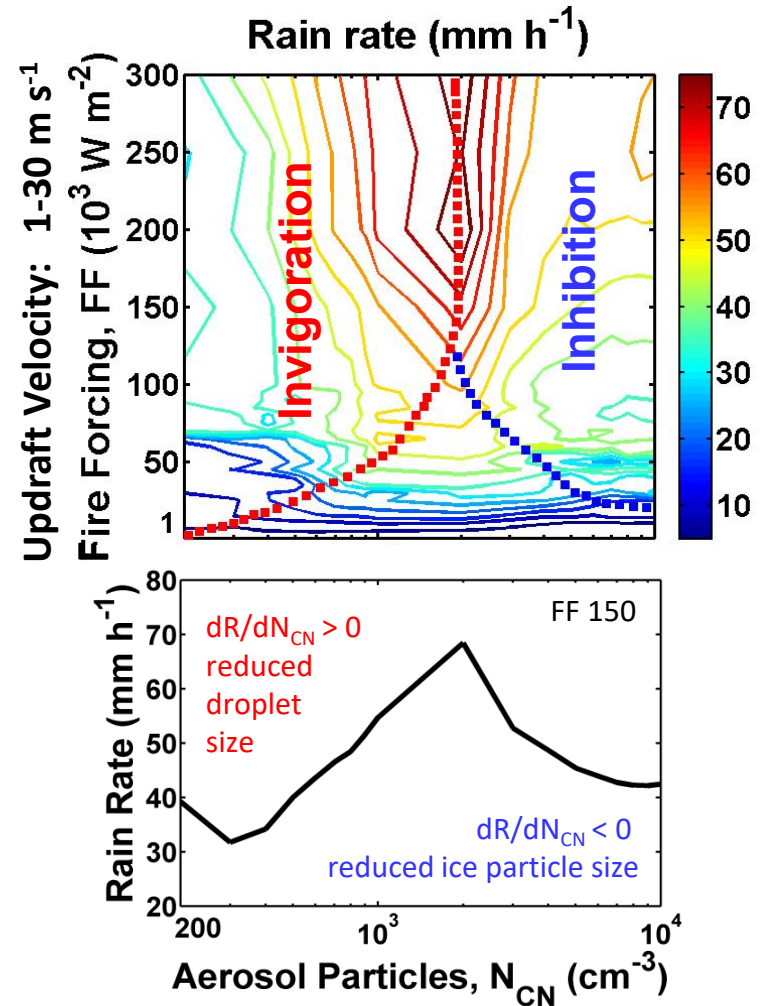 Rain rate (mm h⁻¹)
Updraft Velocity: 1-30 m s⁻¹
Fire Forcing, FF (10³ W m⁻²)
300
250
200
150
100
50
1
Invigoration
Inhibition
70
60
50
40
30
20
10
Rain Rate (mm h⁻¹)
80
70
60
50
40
30
20
dR/dN_CN > 0
reduced
droplet
size
FF 150
dR/dN_CN < 0
reduced ice particle size
200
10³
10⁴
Aerosol Particles, N_CN (cm⁻³)